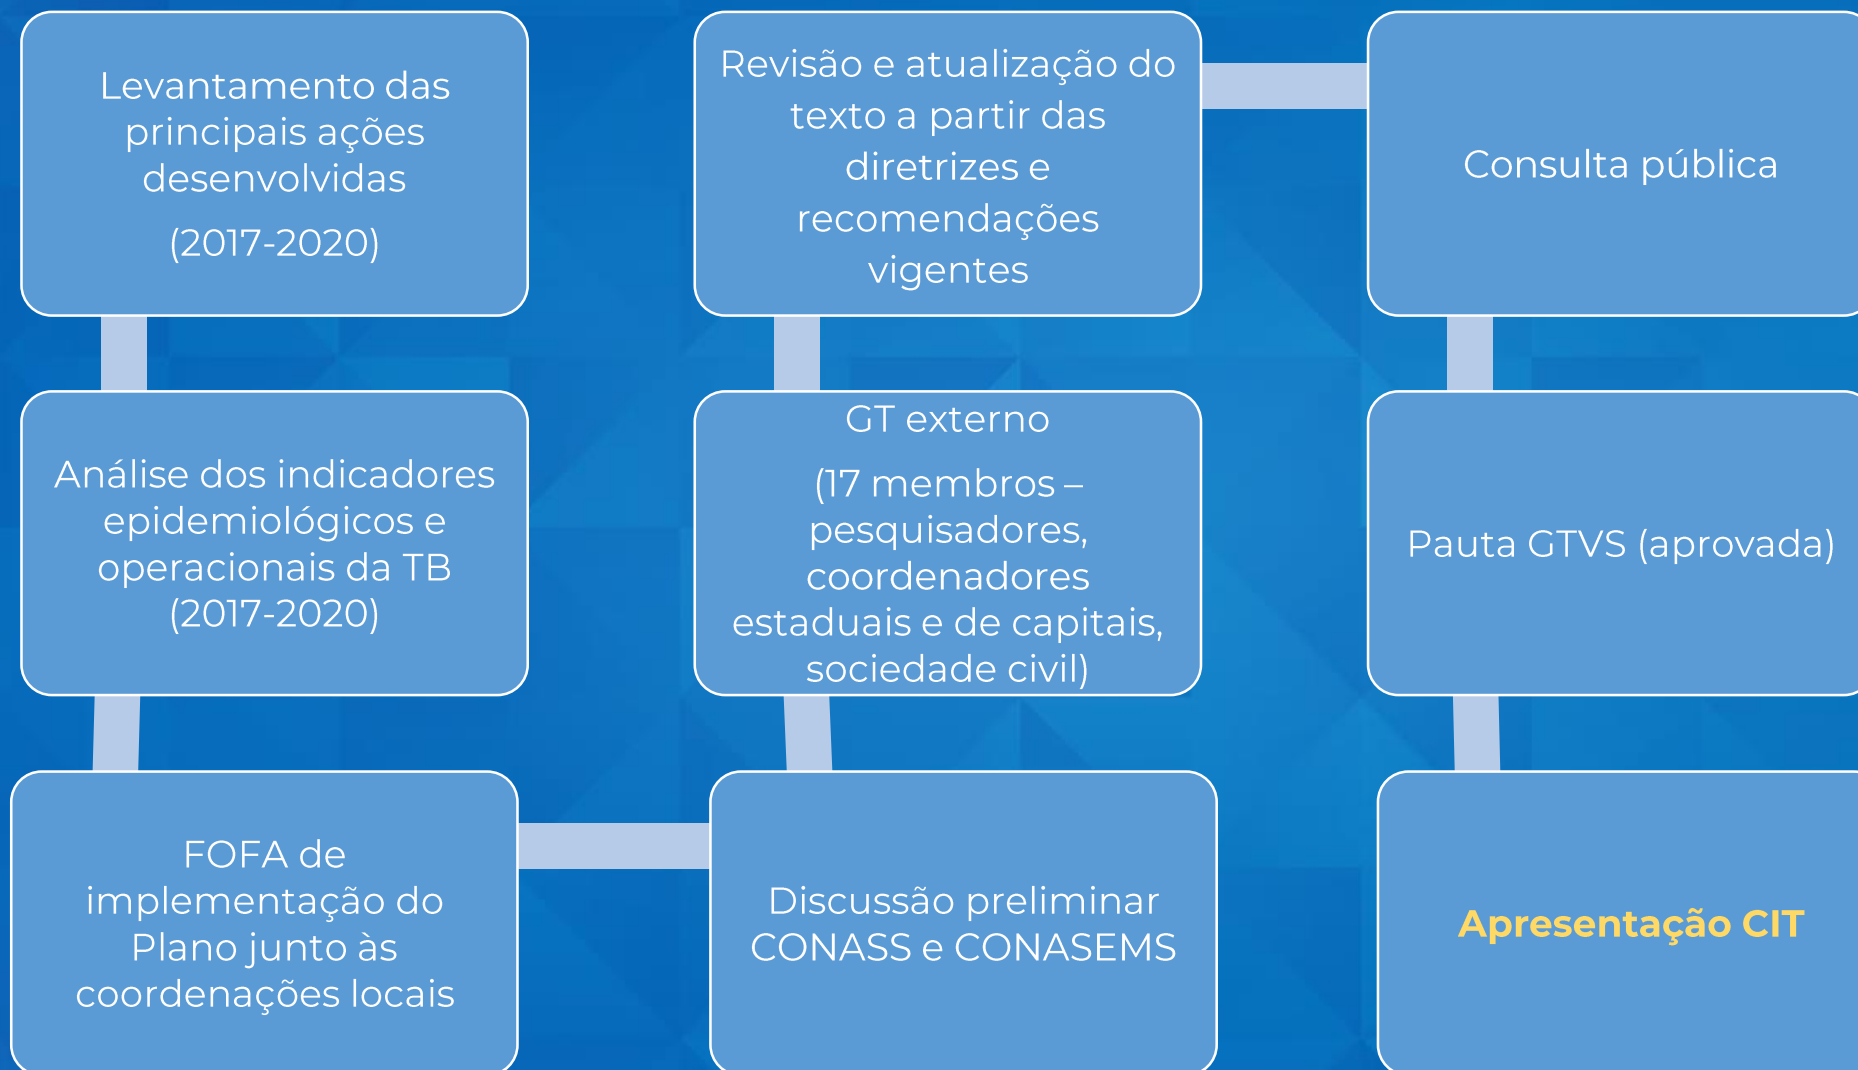 Levantamento das
principais ações
desenvolvidas
(2017-2020)
Análise dos indicadores
epidemiológicos e
operacionais da TB
(2017-2020)
FOFA de
implementação do
Plano junto às
coordenações locais
Discussão preliminar
CONASS e CONASEMS
GT externo
(17 membros –
pesquisadores,
coordenadores
estaduais e de capitais,
sociedade civil)
Revisão e atualização do
texto a partir das
diretrizes e
recomendações
vigentes
Consulta pública
Pauta GTVS (aprovada)
Apresentação CIT